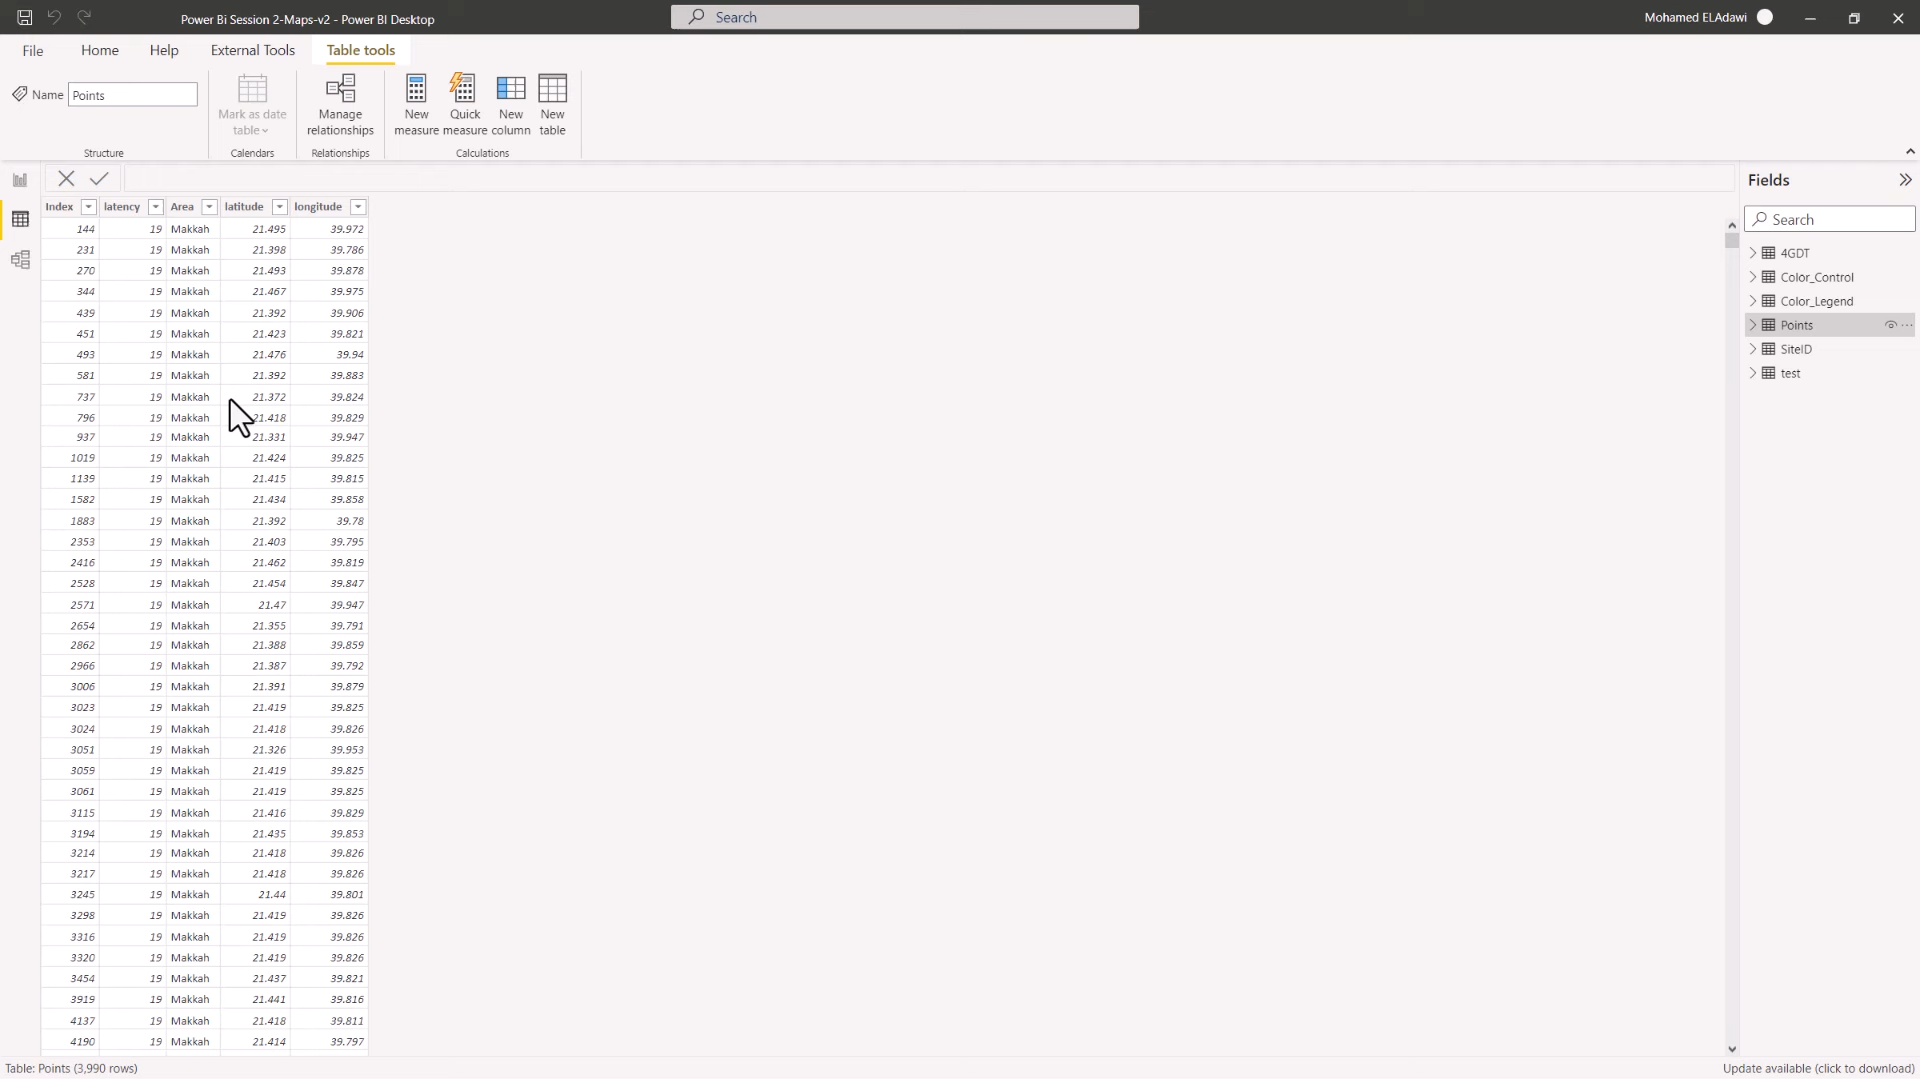 Power Bi Session 2-Maps-v2 - Power BI Desktop
Search
Mohamed ELAdawi
File Home Help External Tools Table tools
Name Points
Mark as date table
Manage relationships
New measure
Quick measure
New column
New table
Structure Calendars Relationships Calculations
Index latency Area latitude longitude
144 19 Makkah 21.495 39.972
231 19 Makkah 21.398 39.786
270 19 Makkah 21.493 39.878
344 19 Makkah 21.467 39.975
439 19 Makkah 21.392 39.906
451 19 Makkah 21.423 39.821
493 19 Makkah 21.476 39.94
581 19 Makkah 21.392 39.883
737 19 Makkah 21.372 39.824
796 19 Makkah 21.418 39.829
937 19 Makkah 21.331 39.947
1019 19 Makkah 21.424 39.825
1139 19 Makkah 21.415 39.815
1582 19 Makkah 21.434 39.858
1883 19 Makkah 21.392 39.78
2353 19 Makkah 21.403 39.795
2416 19 Makkah 21.462 39.819
2528 19 Makkah 21.454 39.847
2571 19 Makkah 21.47 39.947
2654 19 Makkah 21.355 39.791
2862 19 Makkah 21.388 39.859
2966 19 Makkah 21.387 39.792
3006 19 Makkah 21.391 39.879
3023 19 Makkah 21.419 39.825
3024 19 Makkah 21.418 39.826
3051 19 Makkah 21.326 39.953
3059 19 Makkah 21.419 39.825
3061 19 Makkah 21.419 39.825
3115 19 Makkah 21.416 39.829
3194 19 Makkah 21.435 39.853
3214 19 Makkah 21.418 39.826
3217 19 Makkah 21.418 39.826
3245 19 Makkah 21.44 39.801
3298 19 Makkah 21.419 39.826
3316 19 Makkah 21.419 39.826
3320 19 Makkah 21.419 39.826
3454 19 Makkah 21.437 39.821
3919 19 Makkah 21.441 39.816
4137 19 Makkah 21.418 39.811
4190 19 Makkah 21.414 39.797
Fields
Search
4GDT
Color_Control
Color_Legend
Points
SiteID
test
Table: Points (3,990 rows)
Update available (click to download)